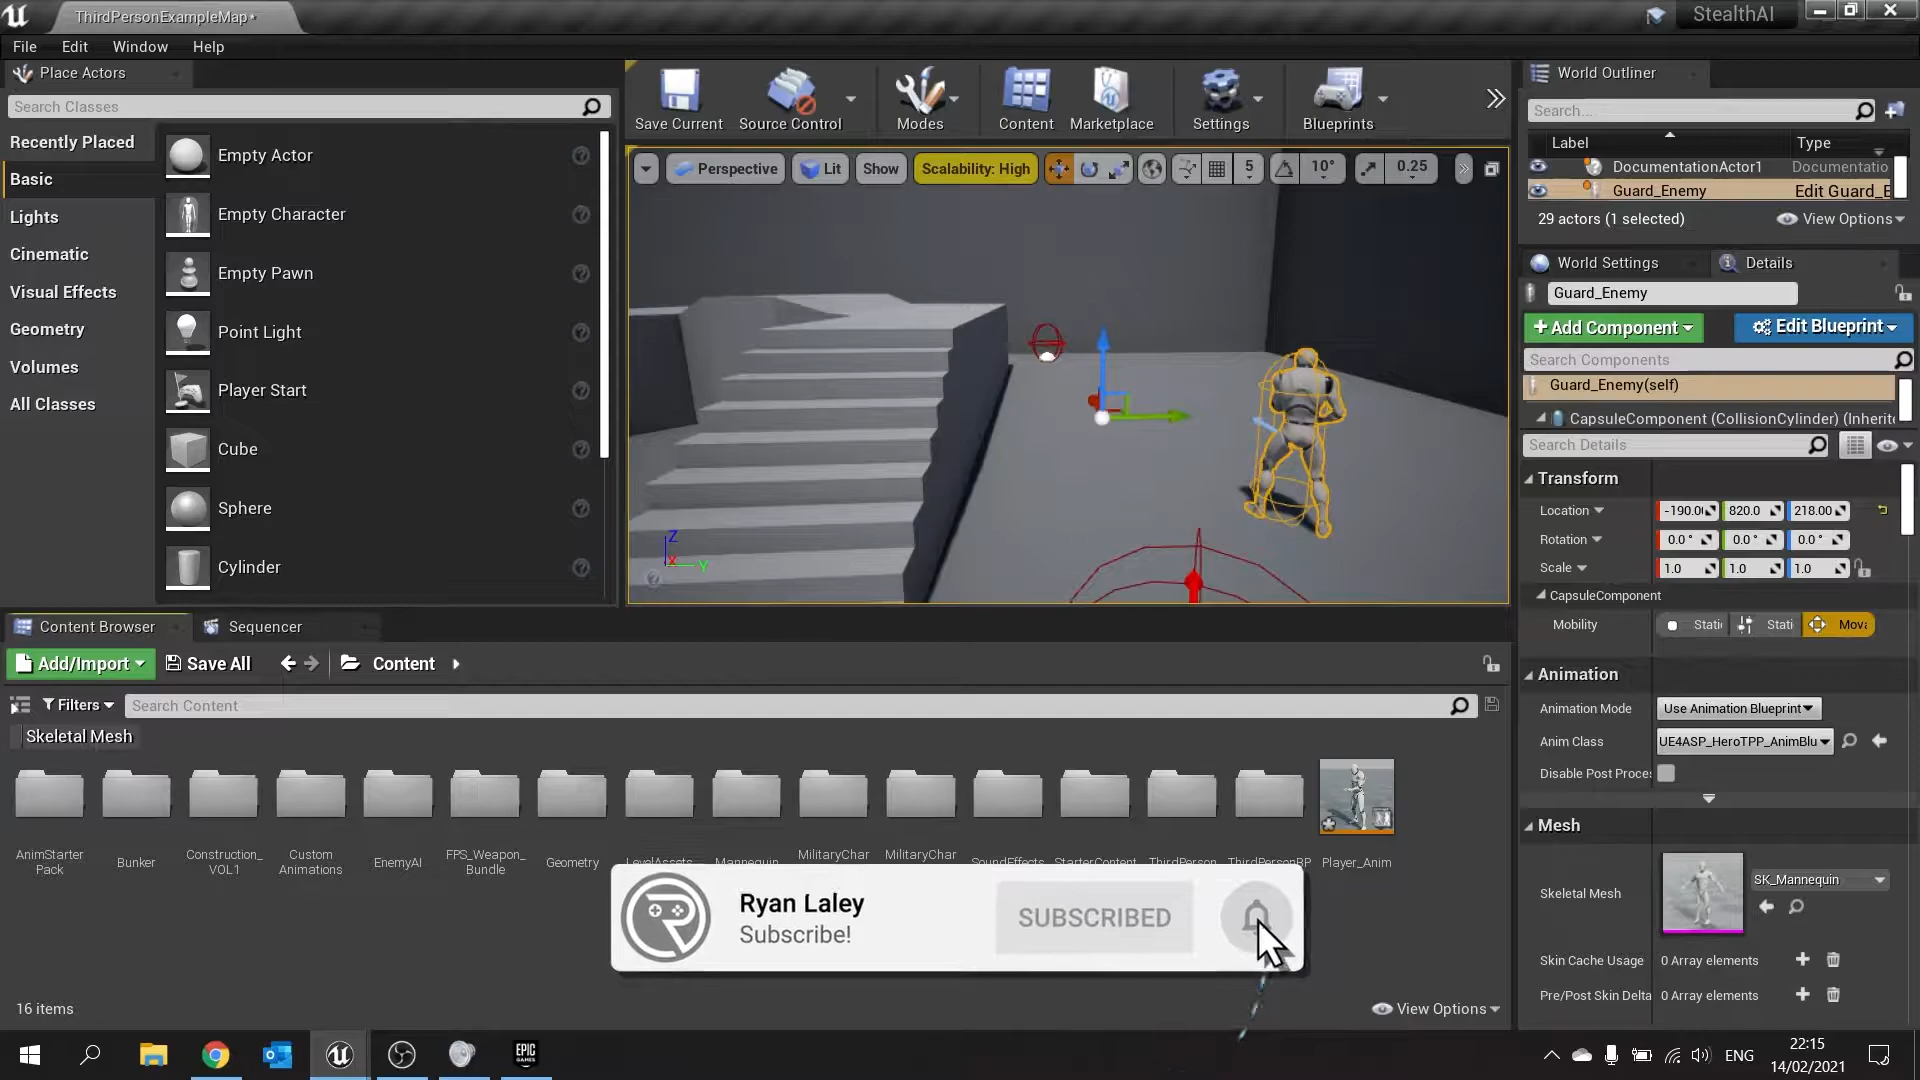 ThirdPersonExampleMap•
StealthAI
File Edit Window Help
Place Actors
Search Classes
Recently Placed
Basic
Lights
Cinematic
Visual Effects
Geometry
Volumes
All Classes
Empty Actor
Empty Character
Empty Pawn
Point Light
Player Start
Cube
Sphere
Cylinder
Save Current
Source Control
Modes
Content
Marketplace
Settings
Blueprints
Perspective
Lit
Show
Scalability: High
5
10°
0.25
Z
X
Y
World Outliner
Search...
Label Type
DocumentationActor1 Documentatio
Guard_Enemy Edit Guard_E
29 actors (1 selected) View Options
World Settings Details
Guard_Enemy
+Add Component Edit Blueprint
Search Components
Guard_Enemy(self)
CapsuleComponent (CollisionCylinder) (Inherite
Search Details
Transform
Location -190.0 820.0 218.00
Rotation 0.0° 0.0° 0.0°
Scale 1.0 1.0 1.0
CapsuleComponent
Mobility Stati Stati Mova
Animation
Animation Mode Use Animation Blueprint
Anim Class UE4ASP_HeroTPP_AnimBlu
Disable Post Proce
Mesh
Skeletal Mesh SK_Mannequin
Skin Cache Usage 0 Array elements
Pre/Post Skin Delta 0 Array elements
Content Browser Sequencer
Add/Import Save All Content
Filters Search Content
Skeletal Mesh
AnimStarter
Pack
Bunker
Construction_
VOL1
Custom
Animations
EnemyAI
FPS_Weapon_
Bundle
Geometry
LevelAssets
Mannequin
MilitaryChar
MilitaryChar
SoundEffects
StarterContent
ThirdPerson
ThirdPersonBP
Player_Anim
Ryan Laley
Subscribe!
SUBSCRIBED
16 items
View Options
EPIC
GAMES
ENG
22:15
14/02/2021